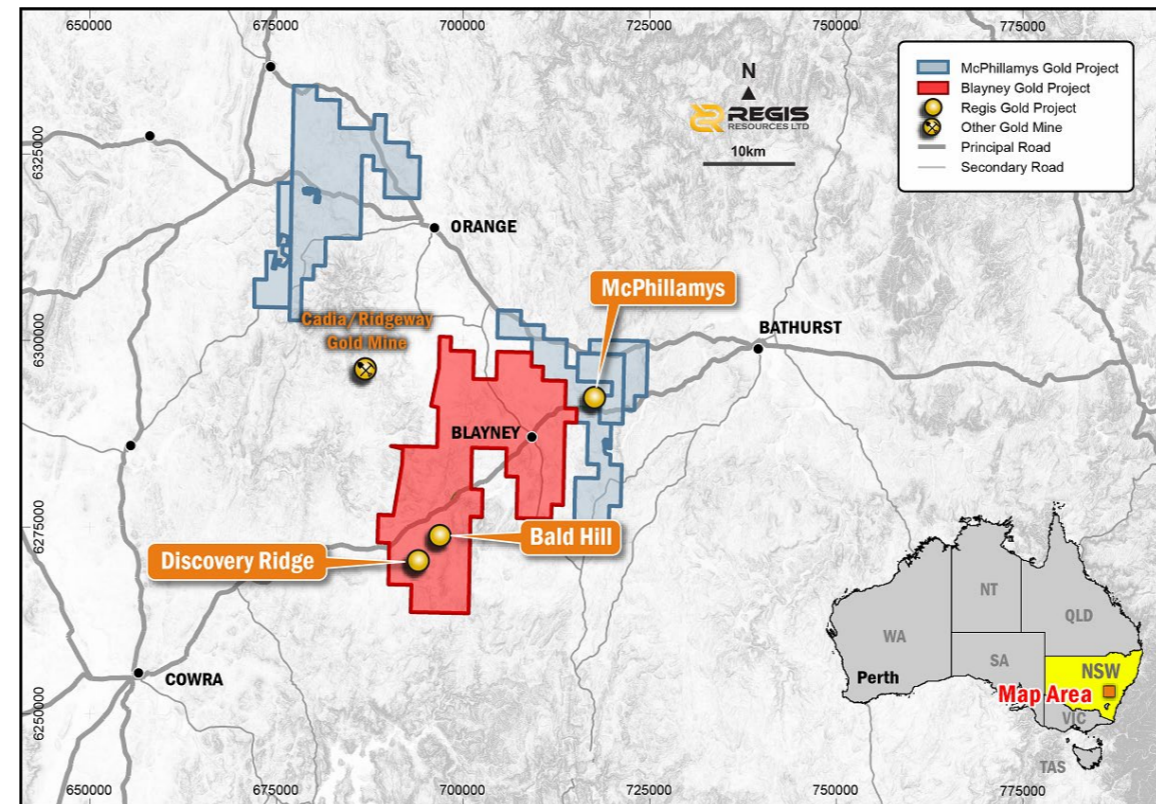 650000
675000
700000
725000
750000
775000
6325000
6300000
6275000
6250000
N
REGIS
RESOURCES LTD
10km
McPhillamys Gold Project
Blayney Gold Project
Regis Gold Project
Other Gold Mine
Principal Road
Secondary Road
ORANGE
McPhillamys
Cadia/Ridgeway
Gold Mine
BATHURST
BLAYNEY
Bald Hill
Discovery Ridge
COWRA
NT
QLD
WA
SA
Perth
NSW
Map Area
VIC
TAS
650000
675000
700000
725000
750000
775000